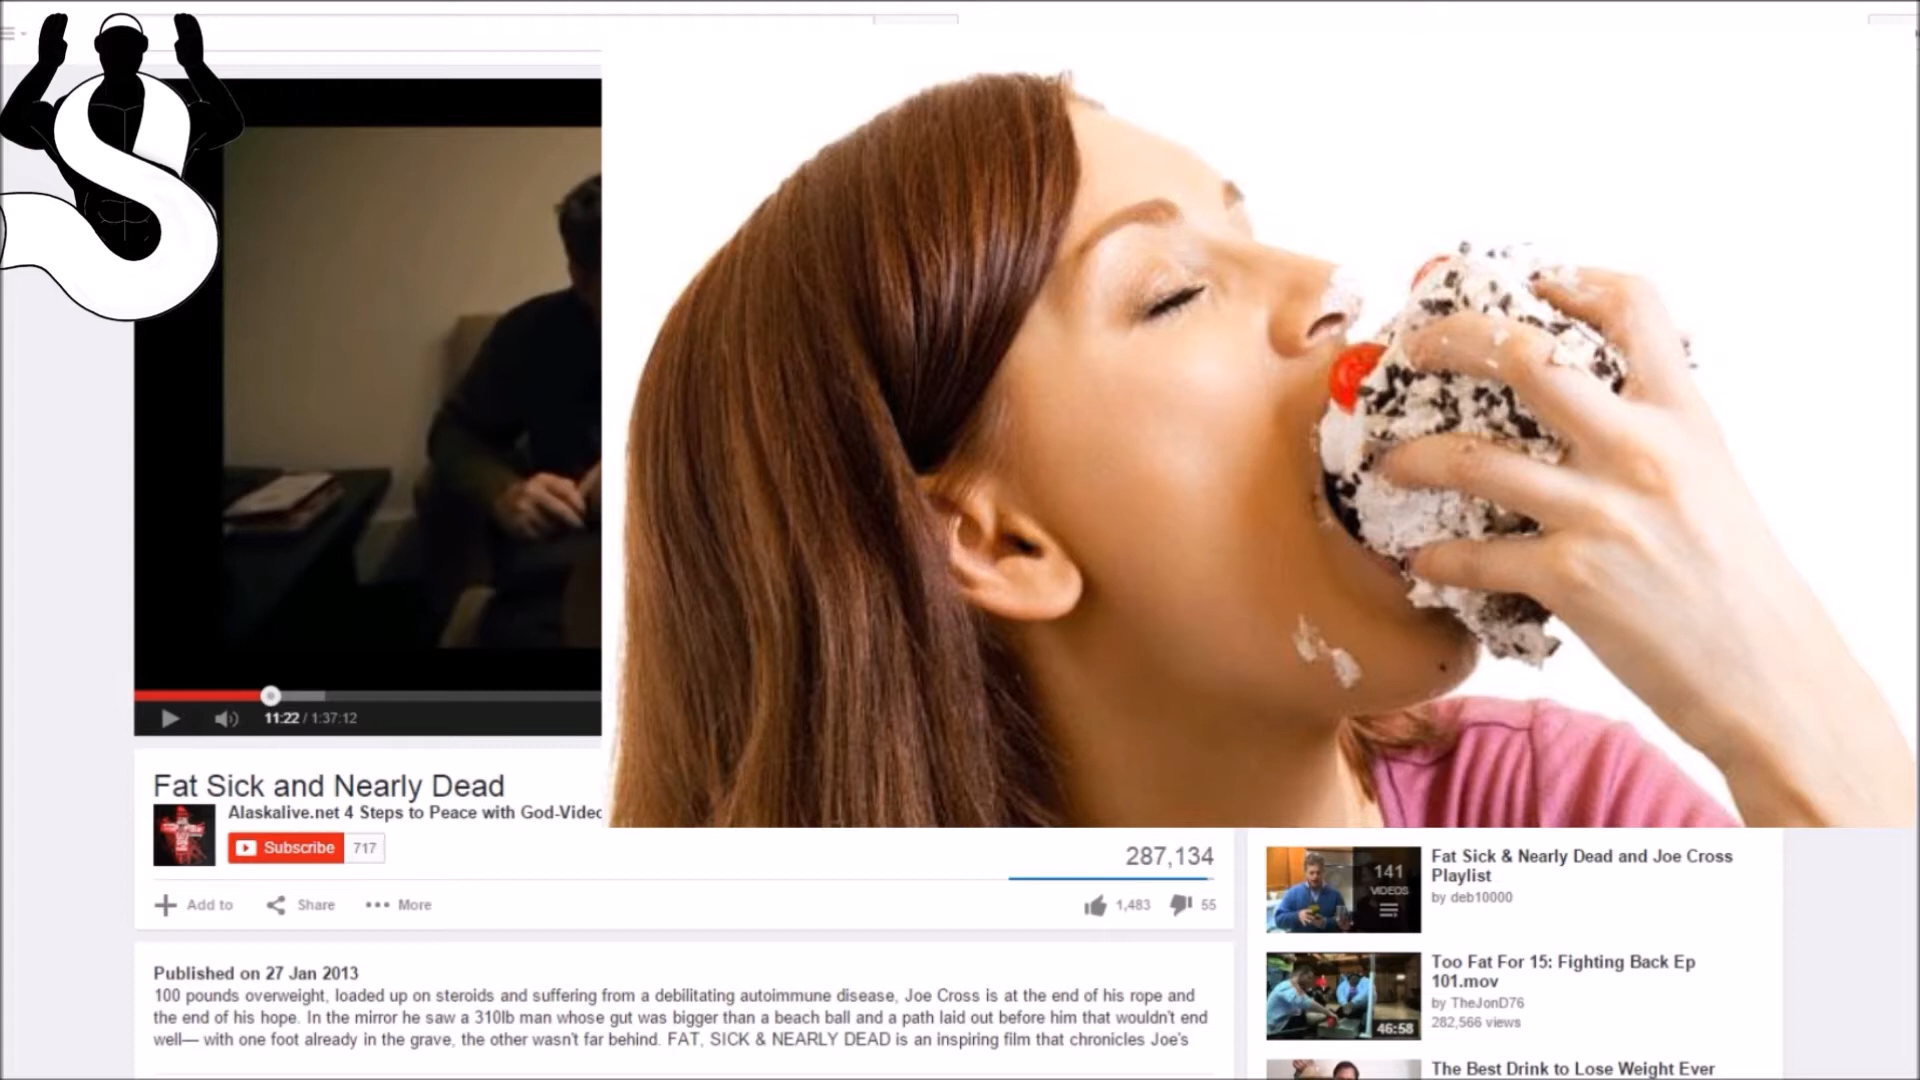 S
11:22 / 1:37:12
Fat Sick and Nearly Dead
Alaskalive.net 4 Steps to Peace with God-Video
Subscribe 717
287,134
Add to Share More 1,483 55
Published on 27 Jan 2013
100 pounds overweight, loaded up on steroids and suffering from a debilitating autoimmune disease, Joe Cross is at the end of his rope and
the end of his hope. In the mirror he saw a 310lb man whose gut was bigger than a beach ball and a path laid out before him that wouldn't end
well— with one foot already in the grave, the other wasn't far behind. FAT, SICK & NEARLY DEAD is an inspiring film that chronicles Joe's
141
VIDEOS
Fat Sick & Nearly Dead and Joe Cross
Playlist
by deb10000
46:58
Too Fat For 15: Fighting Back Ep
101.mov
by TheJonD76
282,566 views
The Best Drink to Lose Weight Ever